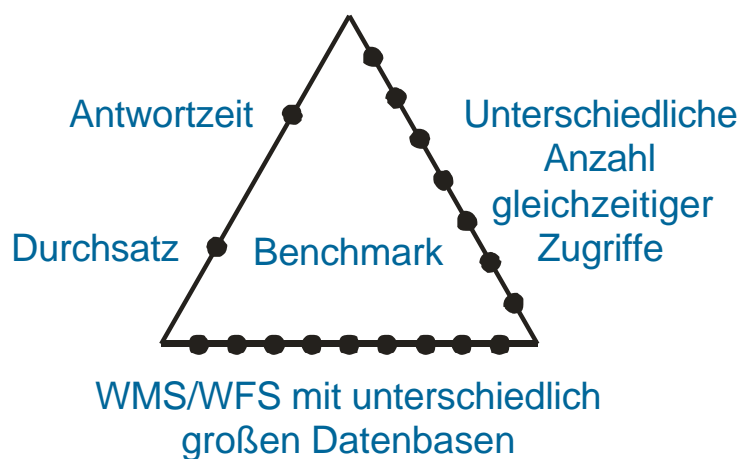 Antwortzeit
Unterschiedliche
Anzahl
gleichzeitiger
Zugriffe
Durchsatz
Benchmark
WMS/WFS mit unterschiedlich
großen Datenbasen